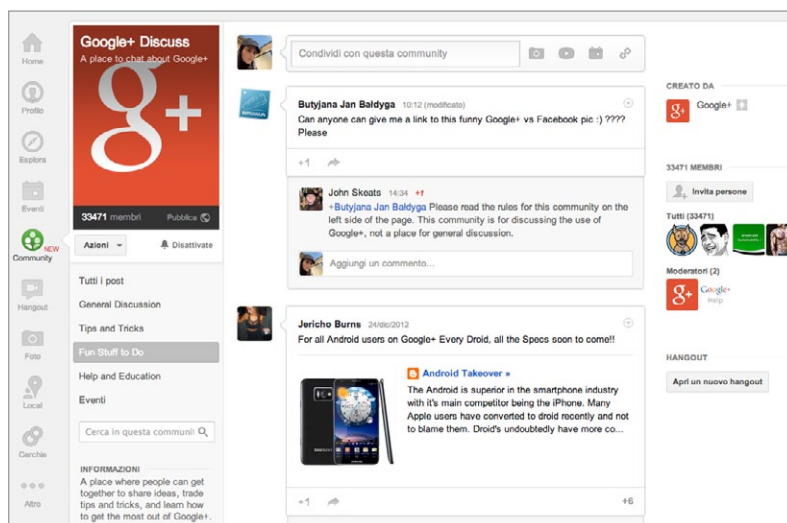 Home
Profilo
Esplora
Eventi
NEW
Community
Hangout
Foto
Local
Cerchie
Altro
Google+ Discuss
A place to chat about Google+
g+
33471 membri Pubblica
Azioni Disattivate
Tutti i post
General Discussion
Tips and Tricks
Fun Stuff to Do
Help and Education
Eventi
Cerca in questa communit
INFORMAZIONI
A place where people can get
together to share ideas, trade
tips and tricks, and learn how
to get the most out of Google+.
Condividi con questa community
Butyjana Jan Bałdyga 10:12 (modificato)
Can anyone can give me a link to this funny Google+ vs Facebook pic :) ????
Please
+1
John Skeats 14:34 +1
+Butyjana Jan Bałdyga Please read the rules for this community on the
left side of the page. This community is for discussing the use of
Google+, not a place for general discussion.
Aggiungi un commento...
Jericho Burns 24/dic/2012
For all Android users on Google+ Every Droid, all the Specs soon to come!!
Android Takeover »
The Android is superior in the smartphone industry
with it's main competitor being the iPhone. Many
Apple users have converted to droid recently and not
to blame them. Droid's undoubtedly have more co...
+1 +6
CREATO DA
g+ Google+
33471 MEMBRI
Invita persone
Tutti (33471)
Moderatori (2)
g+ Google+
Help
HANGOUT
Apri un nuovo hangout